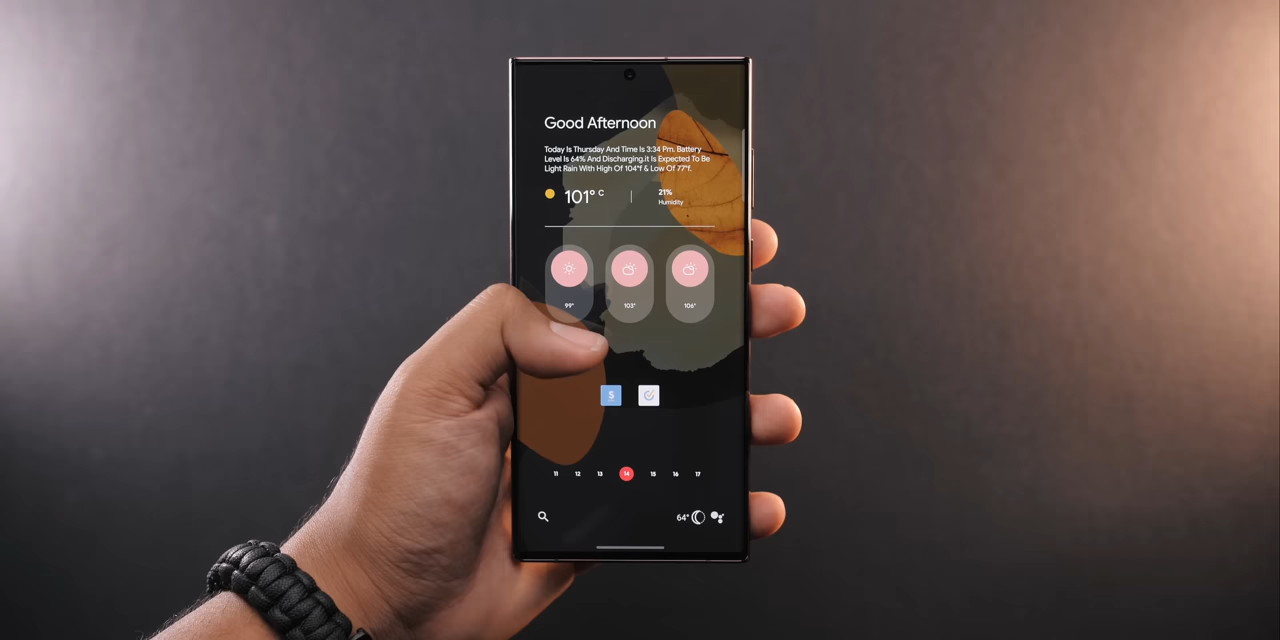 Good Afternoon
Today Is Thursday And Time Is 3:34 Pm. Battery
Level Is 64% And Discharging.it Is Expected To Be
Light Rain With High Of 104°f & Low Of 77°f.
101° C
21%
Humidity
99° 103° 106°
S
11 12 13 14 15 16 17
64°